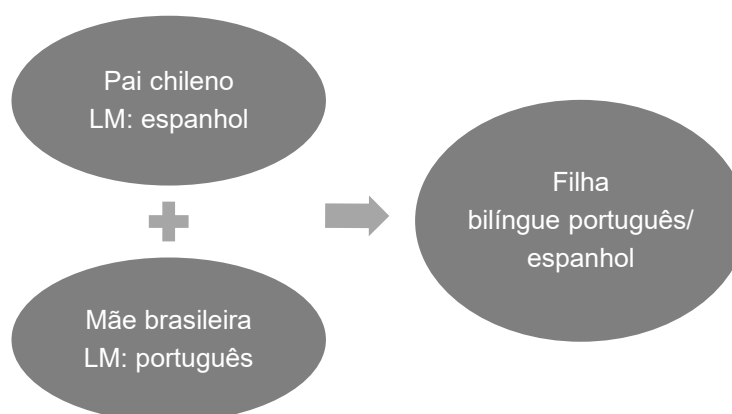 Pai chileno
LM: espanhol
Mãe brasileira
LM: português
Filha
bilíngue português/
espanhol